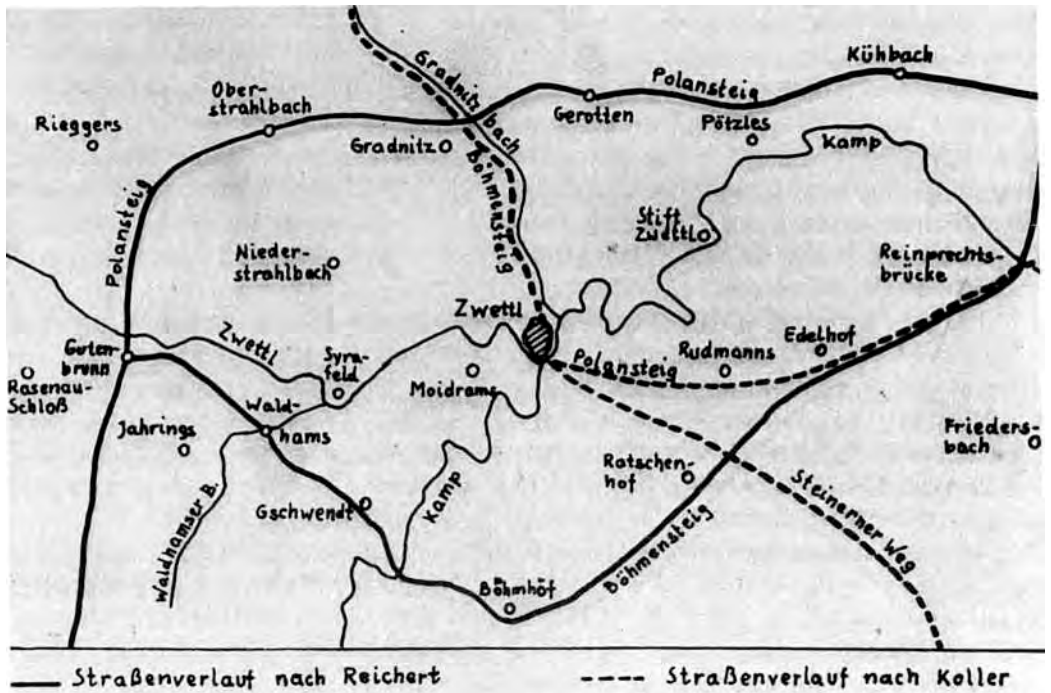 Kühbach
Gradnitzbach
Polansteig
Ober-
strahlbach
Gerotten
Pötzles
Rieggers
Gradnitz
Kamp
Böhmensteig
Polansteig
Stift
Zwettl
Nieder-
strahlbach
Reinprechts-
brücke
Zwettl
Edelhof
Guten-
brunn
Zwettl
Syra-
feld
Polansteig
Rudmanns
Rosenau-
Schloß
Moidrams
Wald-
hams
Jahrings
Frieders-
bach
Ratschen-
hof
Steinerner Weg
Gschwendt
Kamp
Waldhamser B.
Böhmensteig
Böhmhöf
Straßenverlauf nach Reichert
Straßenverlauf nach Koller